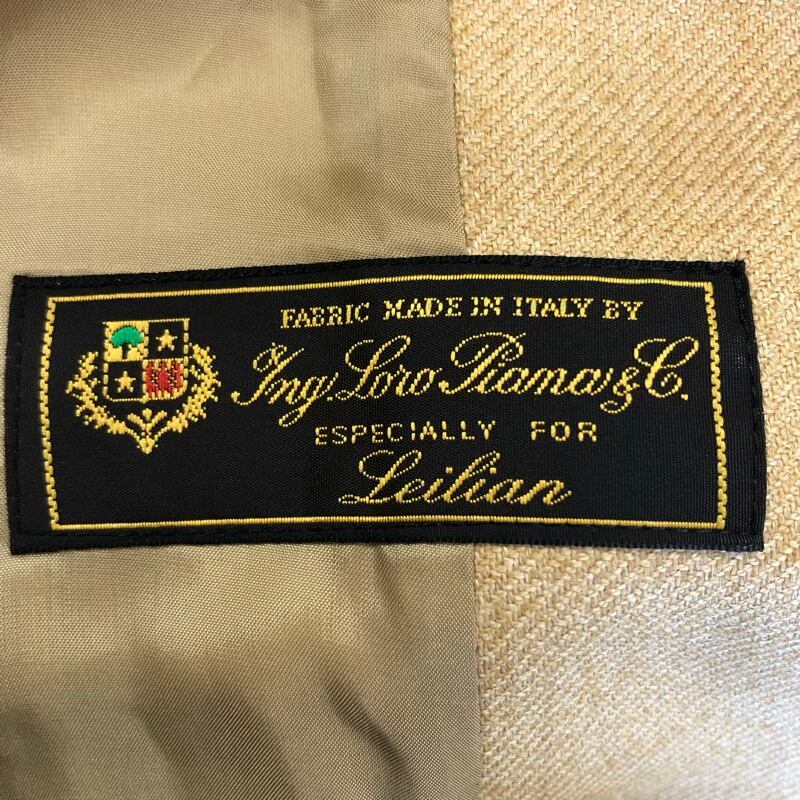 FABRIC MADE IN ITALY BY
Ing. Loro Piana & C.
ESPECIALLY FOR
Leilian